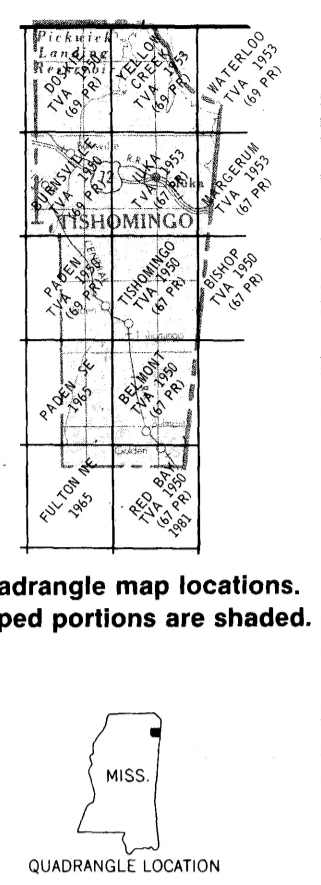 Pickwick
Landing
Reservoir
DOSKIE
TVA 1950
(69 PR)
YELLOW
CREEK
TVA 1953
(69 PR)
WATERLOO
TVA 1953
(69 PR)
BURNSVILLE
TVA 1950
(69 PR)
R.R.
72
IUKA
TVA 1953
(67 PR)
Iuka
MARGERUM
TVA 1953
(67 PR)
TISHOMINGO
PADEN
TVA 1950
(69 PR)
TISHOMINGO
TVA 1950
(67 PR)
BISHOP
TVA 1950
(67 PR)
PADEN SE
1965
BELMONT
TVA 1950
(67 PR)
Golden
FULTON NE
1965
RED BAY
TVA 1950
(67 PR)
1981
adrangle map locations.
ped portions are shaded.
MISS.
QUADRANGLE LOCATION